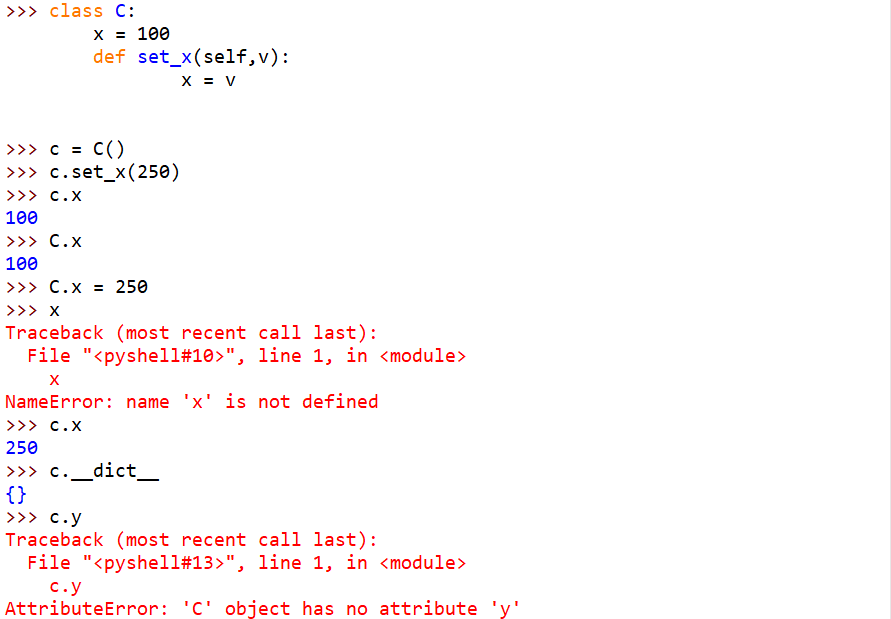 >>> class C:
        x = 100
        def set_x(self,v):
                x = v
>>> c = C()
>>> c.set_x(250)
>>> c.x
100
>>> C.x
100
>>> C.x = 250
>>> x
Traceback (most recent call last):
  File "<pyshell#10>", line 1, in <module>
    x
NameError: name 'x' is not defined
>>> c.x
250
>>> c.__dict__
{}
>>> c.y
Traceback (most recent call last):
  File "<pyshell#13>", line 1, in <module>
    c.y
AttributeError: 'C' object has no attribute 'y'